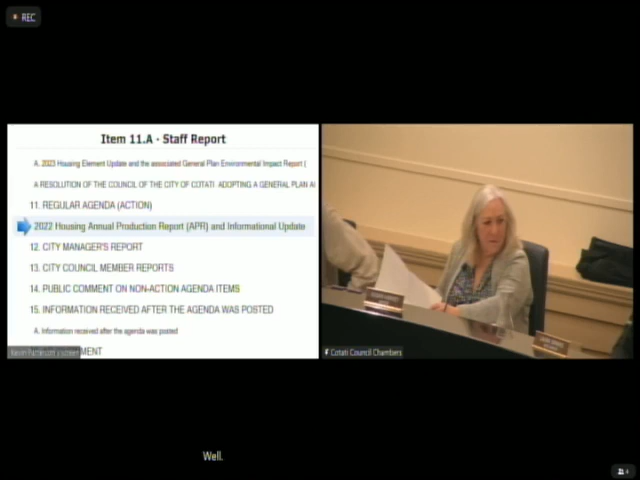 REC
Item 11.A - Staff Report
A. 2023 Housing Element Update and the associated General Plan Environmental Impact Report (
A RESOLUTION OF THE COUNCIL OF THE CITY OF COTATI ADOPTING A GENERAL PLAN A
11. REGULAR AGENDA (ACTION)
2022 Housing Annual Production Report (APR) and Informational Update
12. CITY MANAGER'S REPORT
13. CITY COUNCIL MEMBER REPORTS
14. PUBLIC COMMENT ON NON-ACTION AGENDA ITEMS
15. INFORMATION RECEIVED AFTER THE AGENDA WAS POSTED
A. Information received after the agenda was posted
MENT
Cotati Council Chambers
Well.